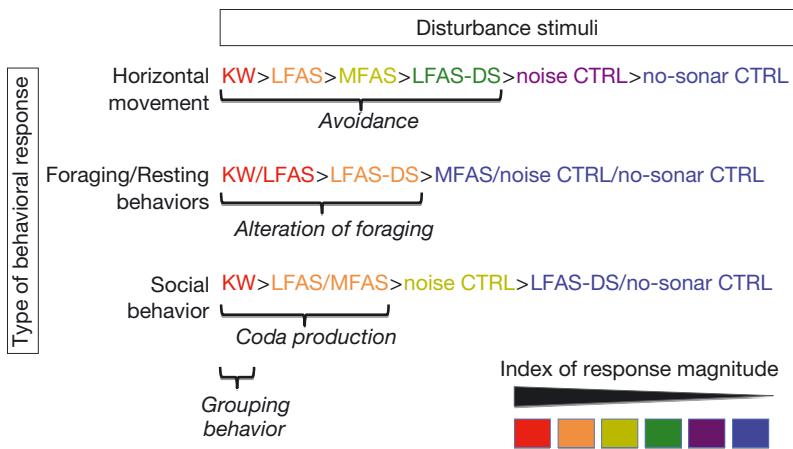 Disturbance stimuli
Type of behavioral response
Horizontal movement
KW>LFAS>MFAS>LFAS-DS>noise CTRL>no-sonar CTRL
Avoidance
Foraging/Resting behaviors
KW/LFAS>LFAS-DS>MFAS/noise CTRL/no-sonar CTRL
Alteration of foraging
Social behavior
KW>LFAS/MFAS>noise CTRL>LFAS-DS/no-sonar CTRL
Coda production
Grouping behavior
Index of response magnitude